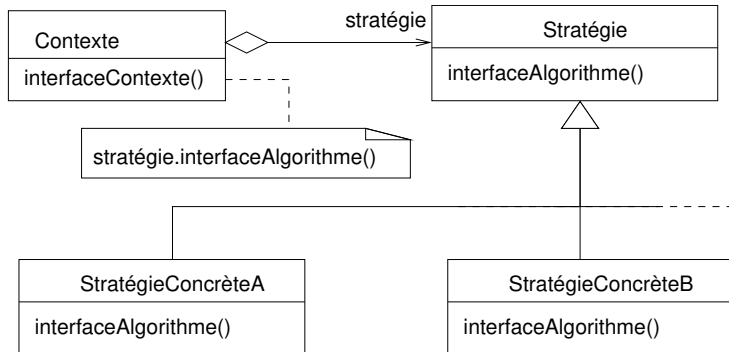 stratégie
Contexte
Stratégie
interfaceContexte()
interfaceAlgorithme()
stratégie.interfaceAlgorithme()
StratégieConcrèteA
StratégieConcrèteB
interfaceAlgorithme()
interfaceAlgorithme()